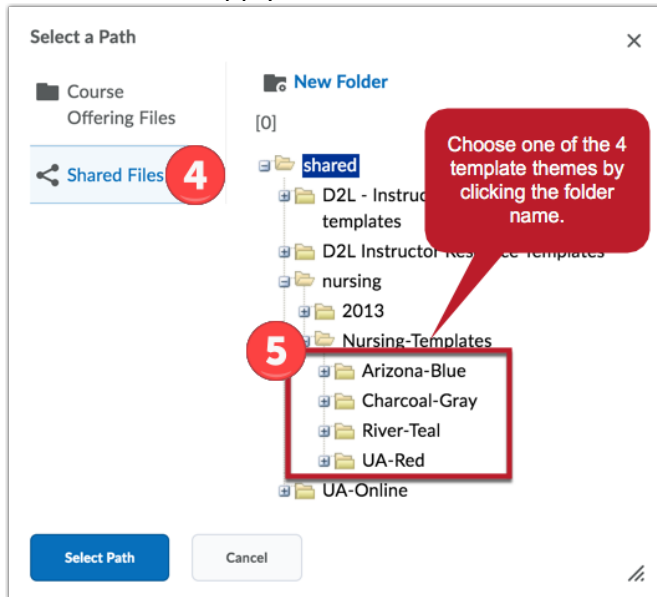 Select a Path
Course
Offering Files
Shared Files
4
New Folder
[0]
shared
D2L - Instruc
templates
D2L Instructor Resource Templates
nursing
2013
Nursing-Templates
5
Arizona-Blue
Charcoal-Gray
River-Teal
UA-Red
UA-Online
Choose one of the 4
template themes by
clicking the folder
name.
Select Path
Cancel